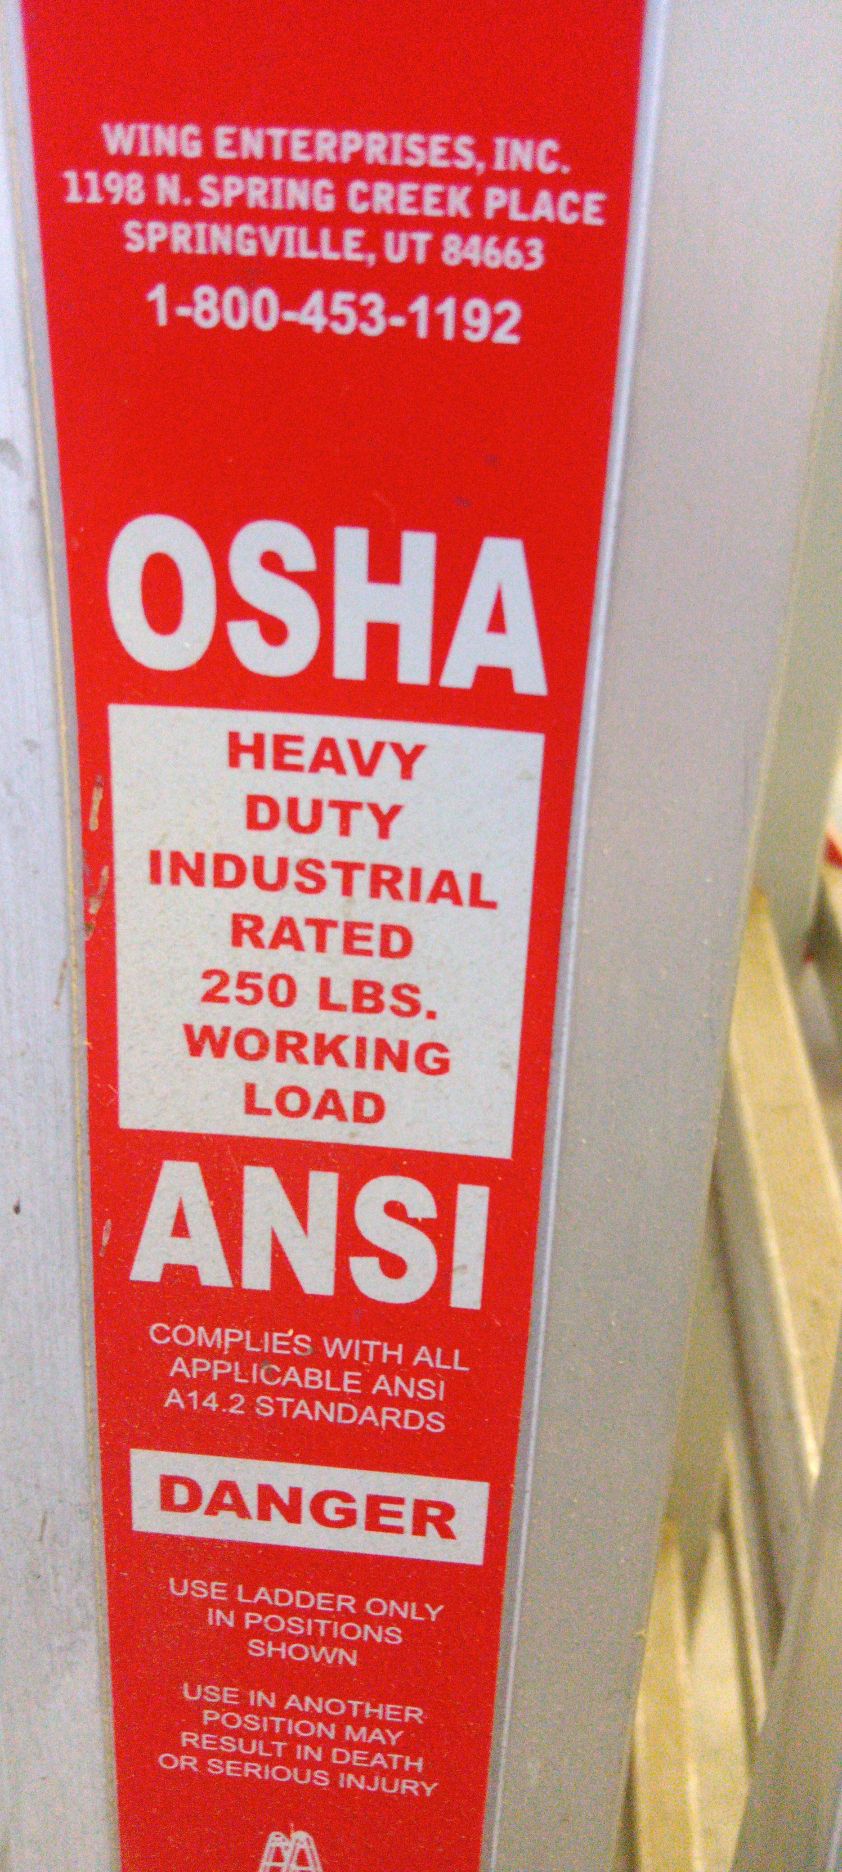 WING ENTERPRISES, INC.
1198 N. SPRING CREEK PLACE
SPRINGVILLE, UT 84663
1-800-453-1192
OSHA
HEAVY
DUTY
INDUSTRIAL
RATED
250 LBS.
WORKING
LOAD
ANSI
COMPLIES WITH ALL
APPLICABLE ANSI
A14.2 STANDARDS
DANGER
USE LADDER ONLY
IN POSITIONS
SHOWN
USE IN ANOTHER
POSITION MAY
RESULT IN DEATH
OR SERIOUS INJURY